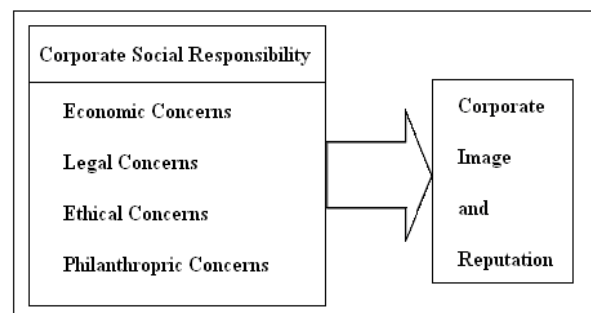 Corporate Social Responsibility
Economic Concerns
Legal Concerns
Ethical Concerns
Philanthropric Concerns
Corporate
Image
and
Reputation